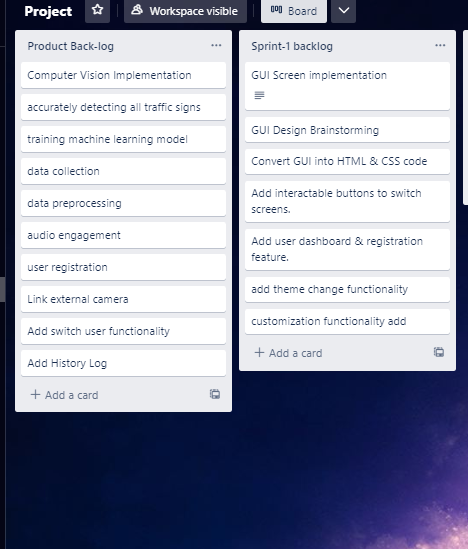 Project
Workspace visible
Board
Product Back-log
Computer Vision Implementation
accurately detecting all traffic signs
training machine learning model
data collection
data preprocessing
audio engagement
user registration
Link external camera
Add switch user functionality
Add History Log
+ Add a card
Sprint-1 backlog
GUI Screen implementation
GUI Design Brainstorming
Convert GUI into HTML & CSS code
Add interactable buttons to switch
screens.
Add user dashboard & registration
feature.
add theme change functionality
customization functionality add
+ Add a card